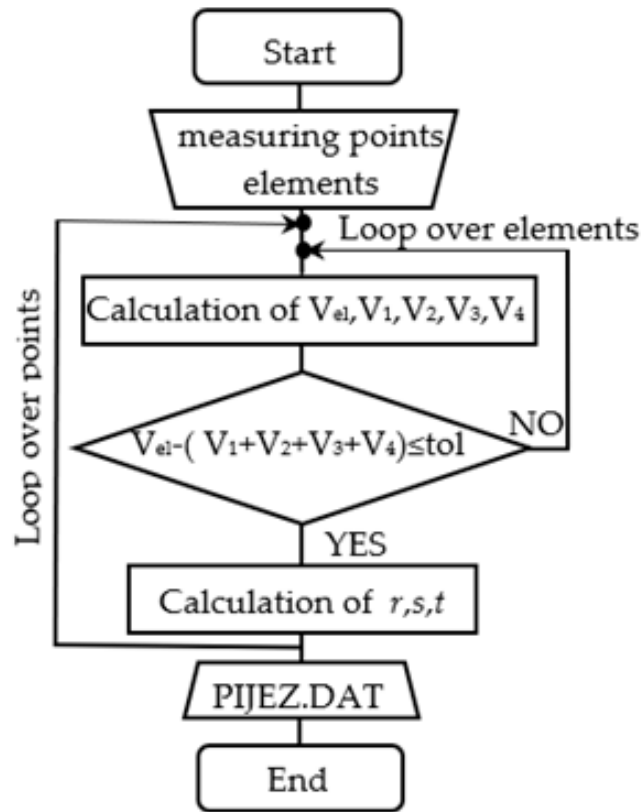 Start
measuring points
elements
Loop over elements
Loop over points
Calculation of Vₑₗ,V₁,V₂,V₃,V₄
Vₑₗ-( V₁+V₂+V₃+V₄)≤tol
NO
YES
Calculation of r,s,t
PIJEZ.DAT
End